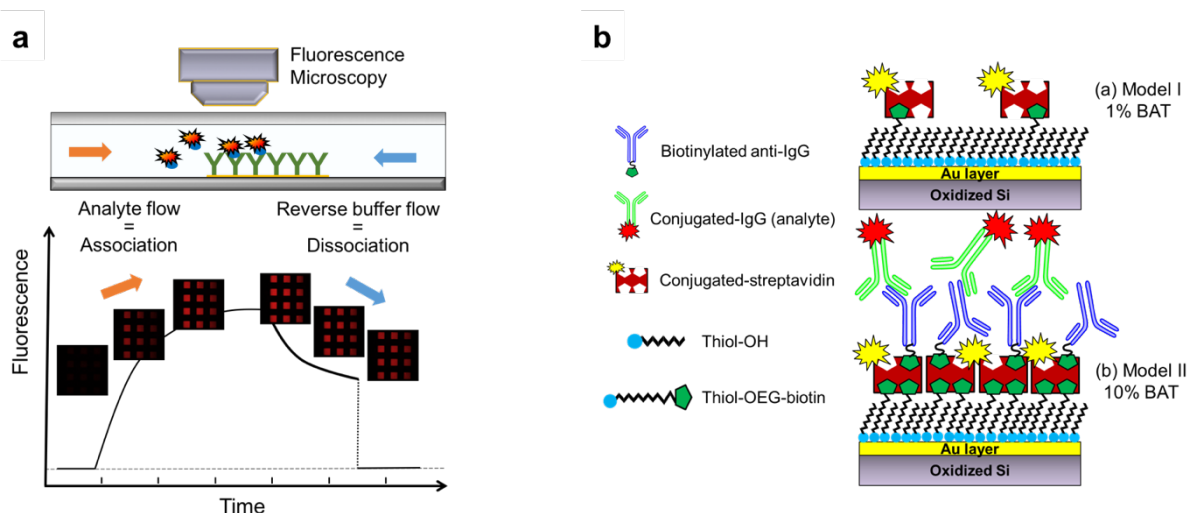 a
Fluorescence
Microscopy
Analyte flow
=
Association
Reverse buffer flow
=
Dissociation
Fluorescence
Time
b
Biotinylated anti-IgG
Conjugated-IgG (analyte)
Conjugated-streptavidin
Thiol-OH
Thiol-OEG-biotin
(a) Model I
1% BAT
Au layer
Oxidized Si
(b) Model II
10% BAT
Au layer
Oxidized Si